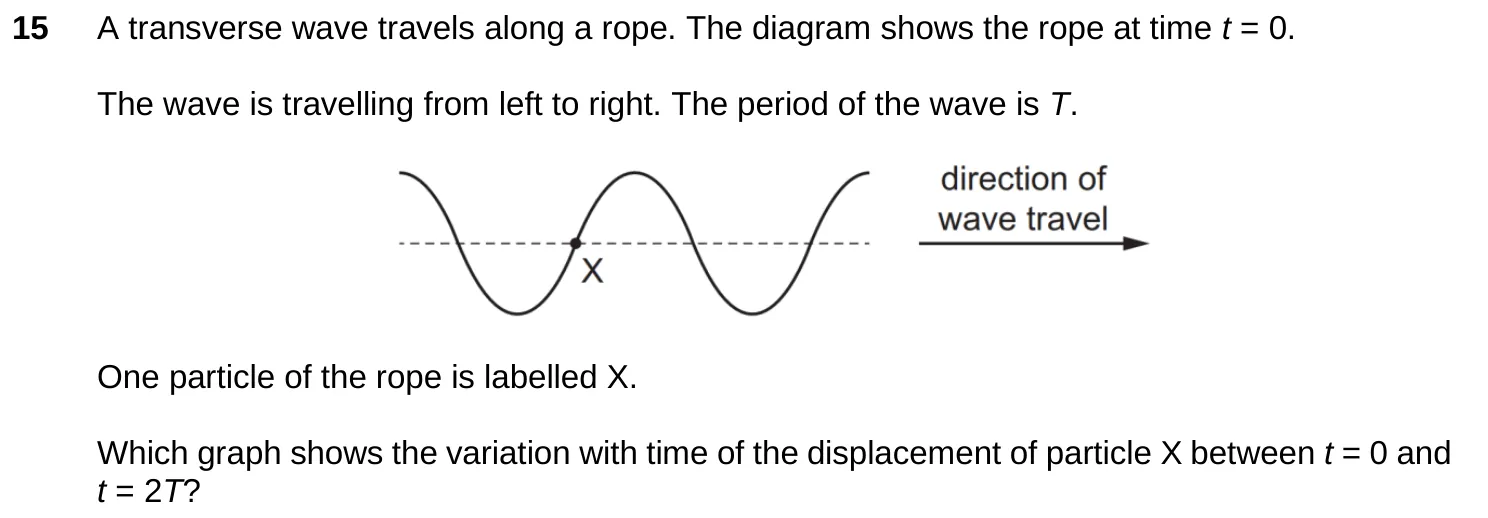 15 A transverse wave travels along a rope. The diagram shows the rope at time t = 0.
The wave is travelling from left to right. The period of the wave is T.
direction of
wave travel
X
One particle of the rope is labelled X.
Which graph shows the variation with time of the displacement of particle X between t = 0 and
t = 2T?